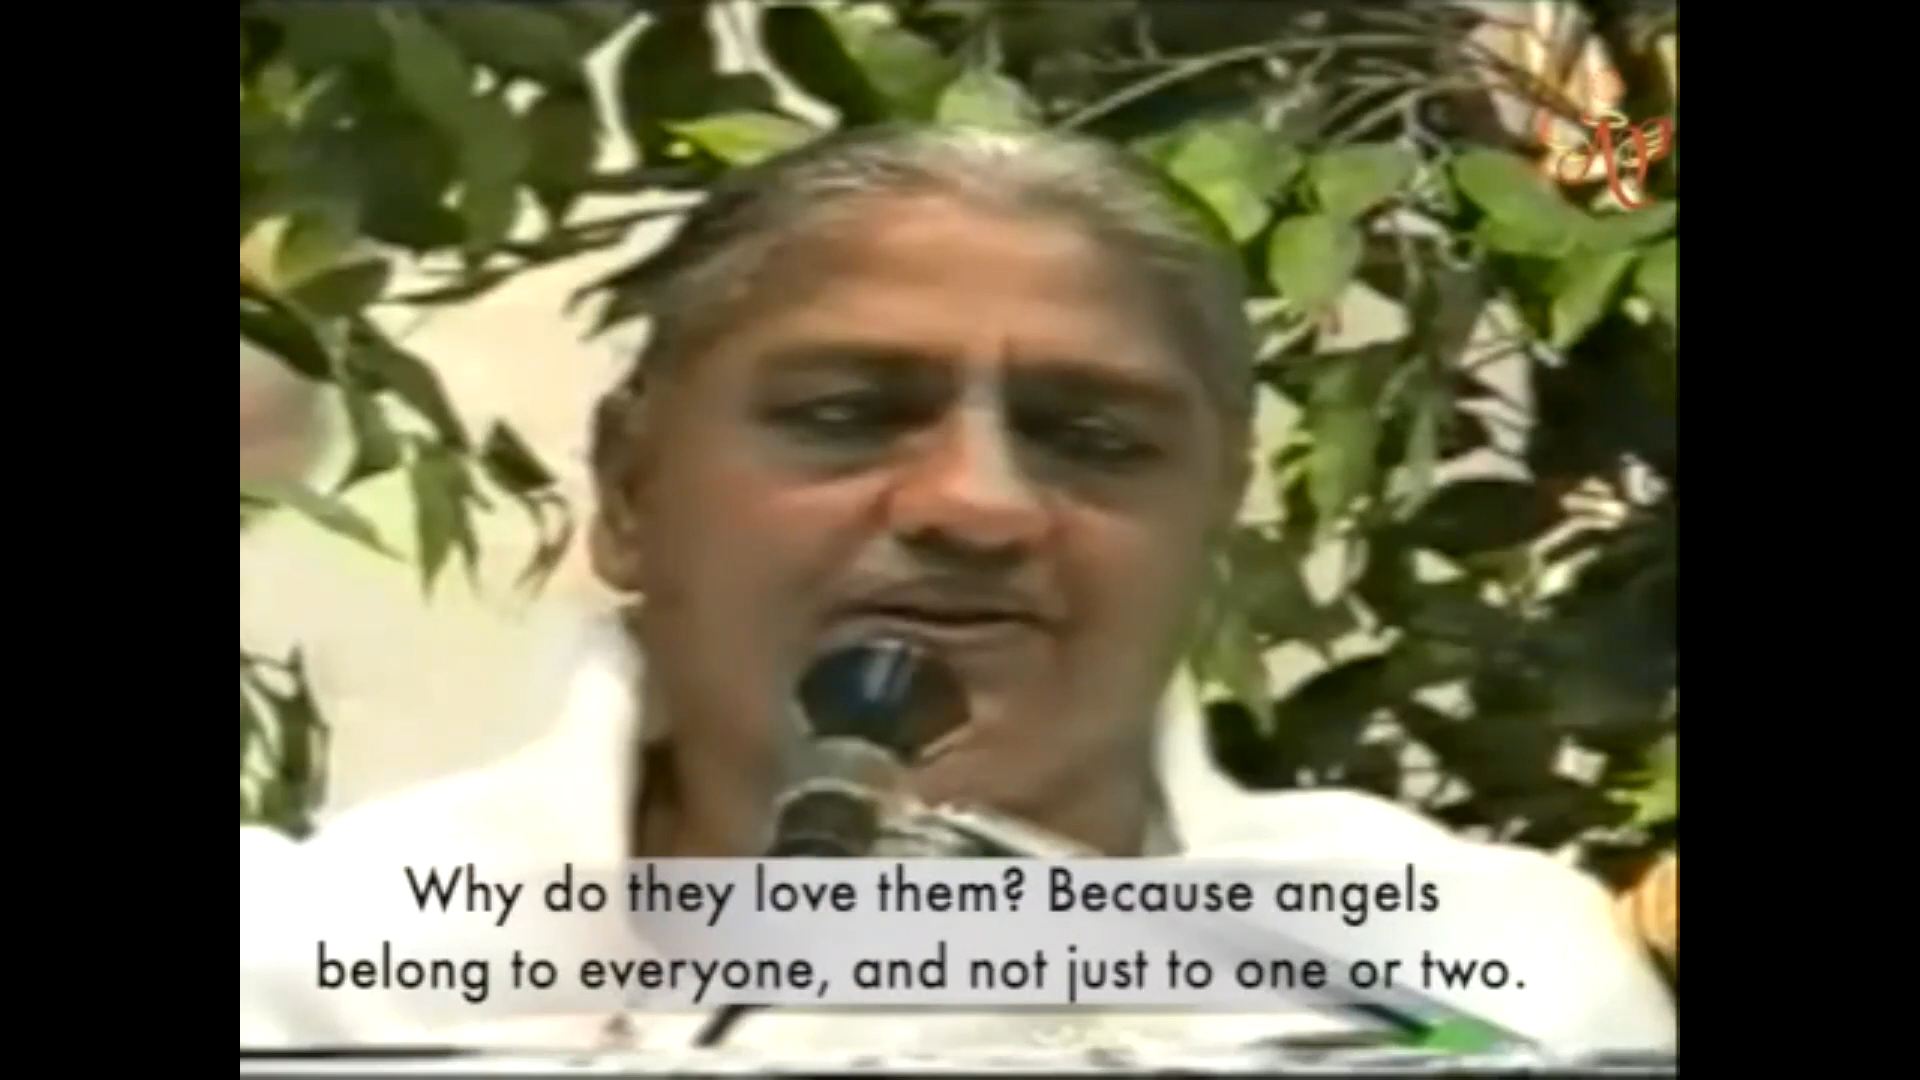 Why do they love them? Because angels
belong to everyone, and not just to one or two.